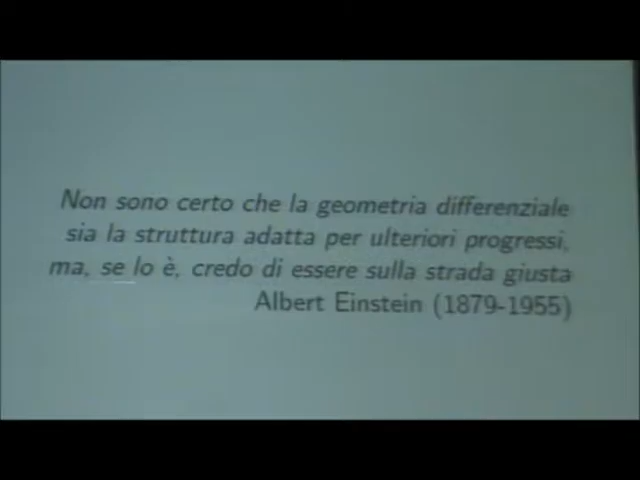 Non sono certo che la geometria differenziale
sia la struttura adatta per ulteriori progressi,
ma, se lo è, credo di essere sulla strada giusta
Albert Einstein (1879-1955)